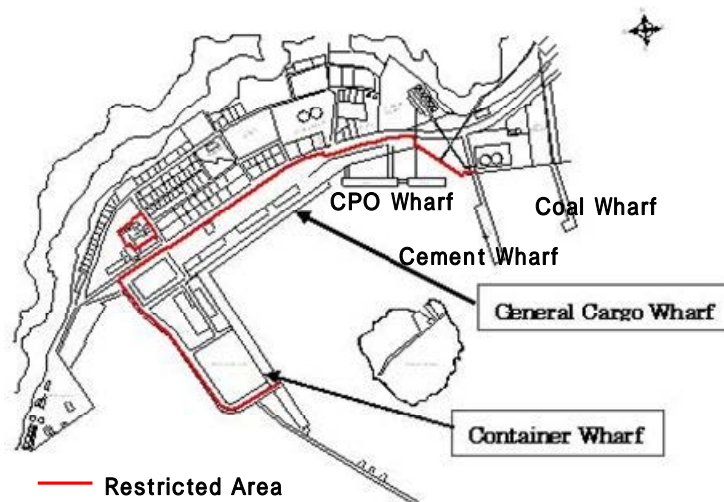 CPO Wharf
Coal Wharf
Cement Wharf
General Cargo Wharf
Container Wharf
Restricted Area